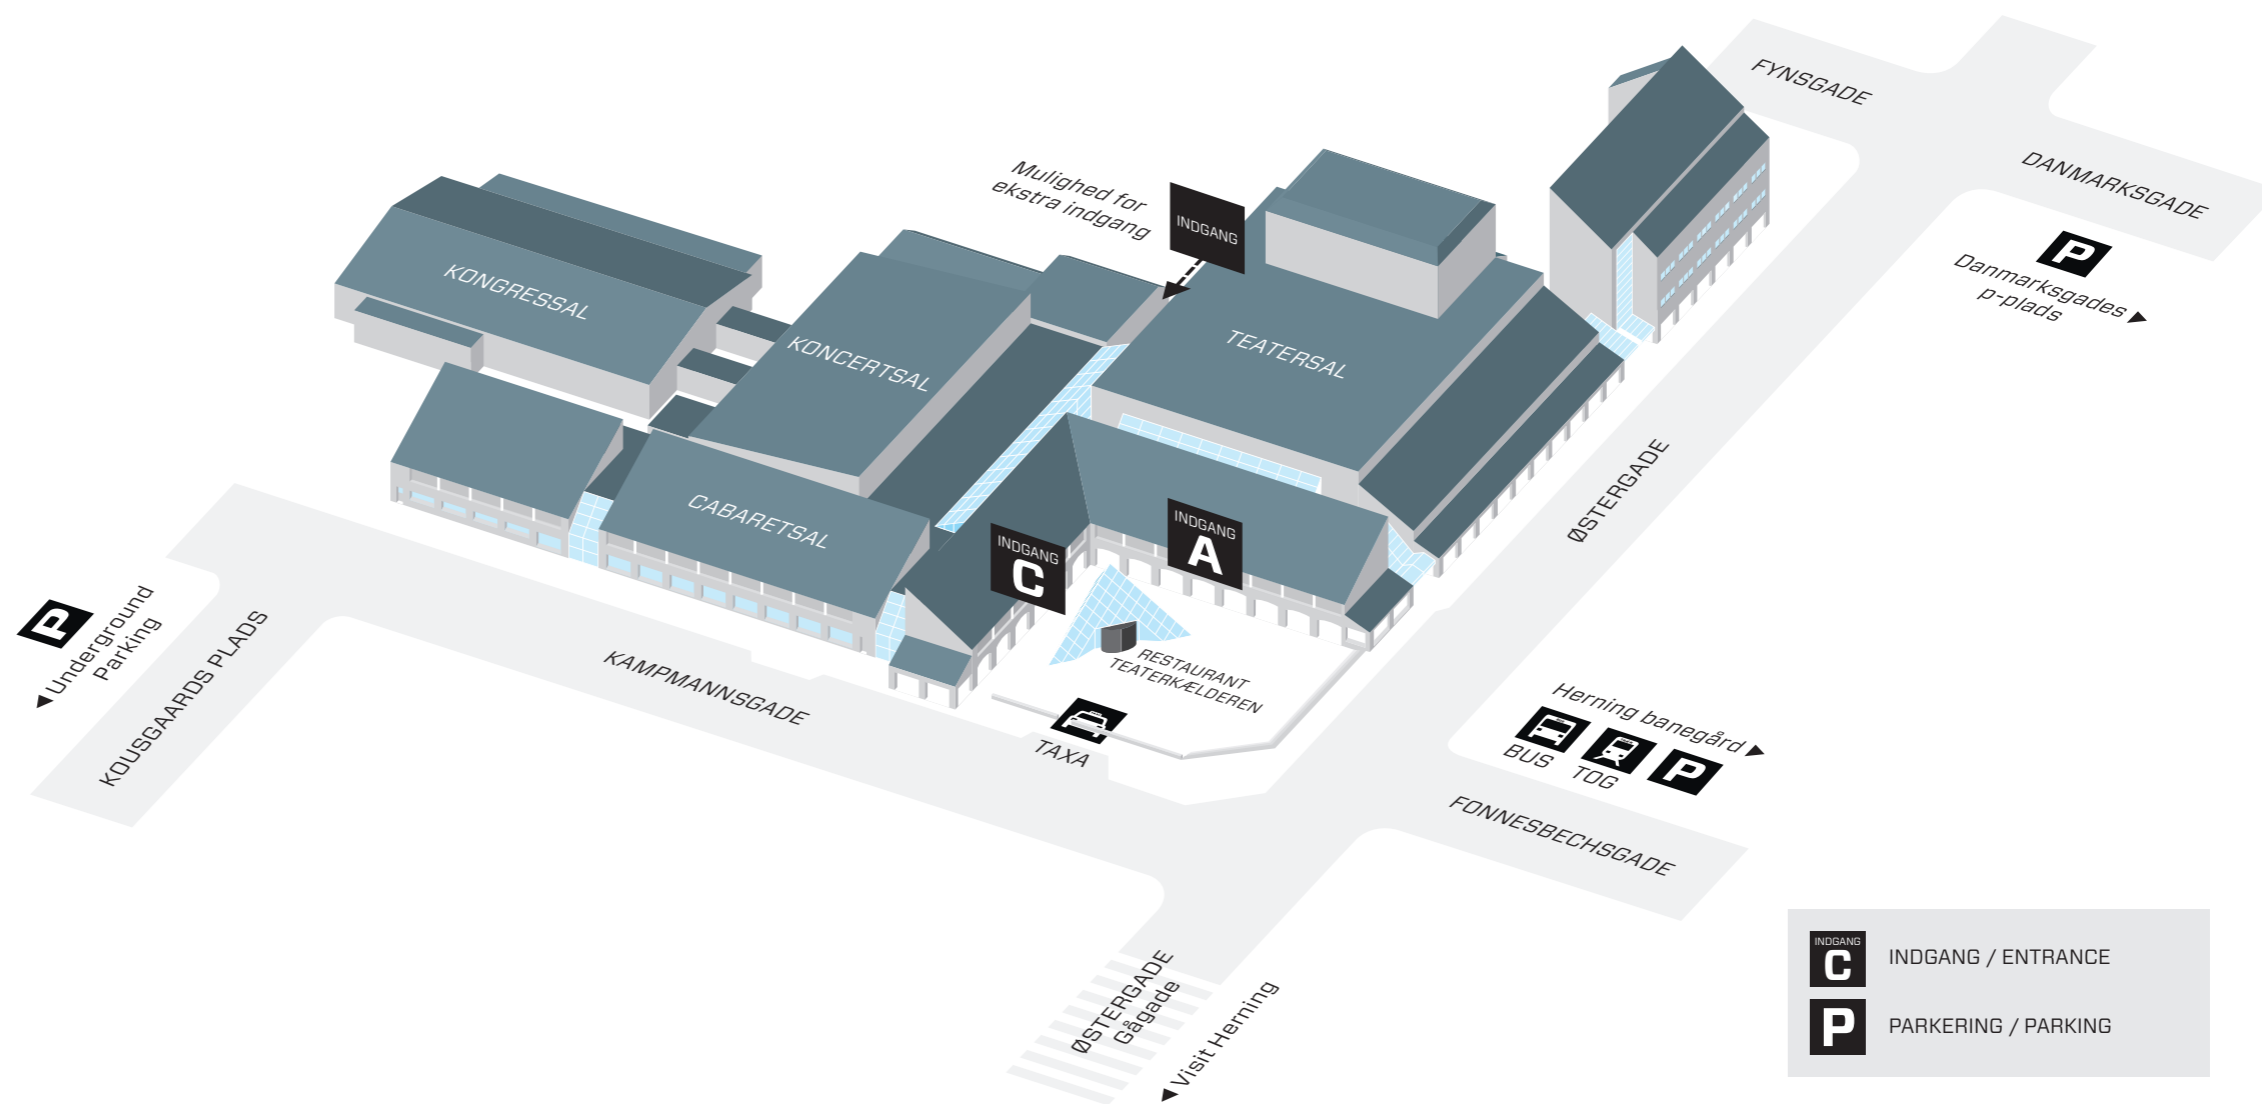 FYNSGADE
DANMARKSGADE
P
Danmarksgades
p-plads
Mulighed for
ekstra indgang
INDGANG
KONGRESSAL
KONCERTSAL
TEATERSAL
CABARETSAL
INDGANG
C
INDGANG
A
ØSTERGADE
RESTAURANT
TEATERKÆLDEREN
TAXA
P
Underground
Parking
KOUSGAARDS PLADS
KAMPMANNSGADE
Herning banegård
BUS
TOG
P
FONNESBECHSGADE
ØSTERGADE
Gågade
Visit Herning
INDGANG
C
INDGANG / ENTRANCE
P
PARKERING / PARKING